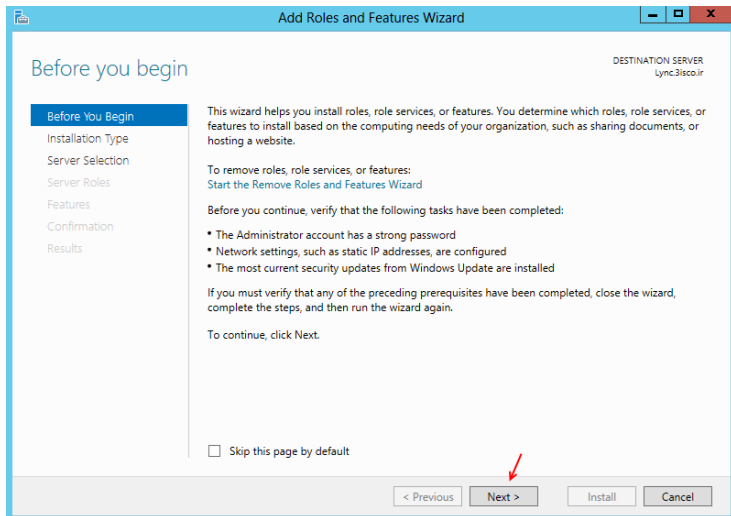 Add Roles and Features Wizard
Before you begin
DESTINATION SERVER
Lync.3isco.ir
Before You Begin
Installation Type
Server Selection
Server Roles
Features
Confirmation
Results
This wizard helps you install roles, role services, or features. You determine which roles, role services, or
features to install based on the computing needs of your organization, such as sharing documents, or
hosting a website.
To remove roles, role services, or features:
Start the Remove Roles and Features Wizard
Before you continue, verify that the following tasks have been completed:
• The Administrator account has a strong password
• Network settings, such as static IP addresses, are configured
• The most current security updates from Windows Update are installed
If you must verify that any of the preceding prerequisites have been completed, close the wizard,
complete the steps, and then run the wizard again.
To continue, click Next.
Skip this page by default
< Previous
Next >
Install
Cancel